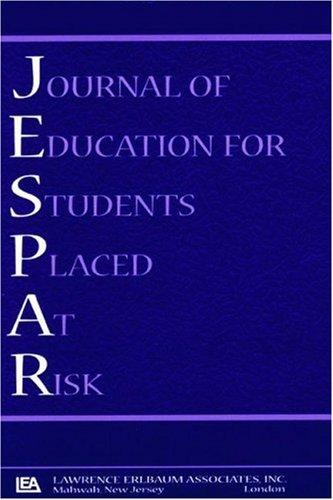 JOURNAL OF
EDUCATION FOR
STUDENTS
PLACED
AT
RISK
LEA
LAWRENCE ERLBAUM ASSOCIATES, INC.
Mahwah, New Jersey London